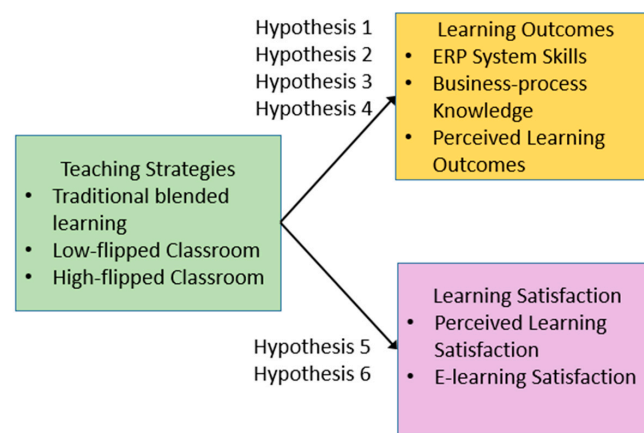 Hypothesis 1
Hypothesis 2
Hypothesis 3
Hypothesis 4
Learning Outcomes
• ERP System Skills
• Business-process
Knowledge
• Perceived Learning
Outcomes
Teaching Strategies
• Traditional blended
learning
• Low-flipped Classroom
• High-flipped Classroom
Hypothesis 5
Hypothesis 6
Learning Satisfaction
• Perceived Learning
Satisfaction
• E-learning Satisfaction